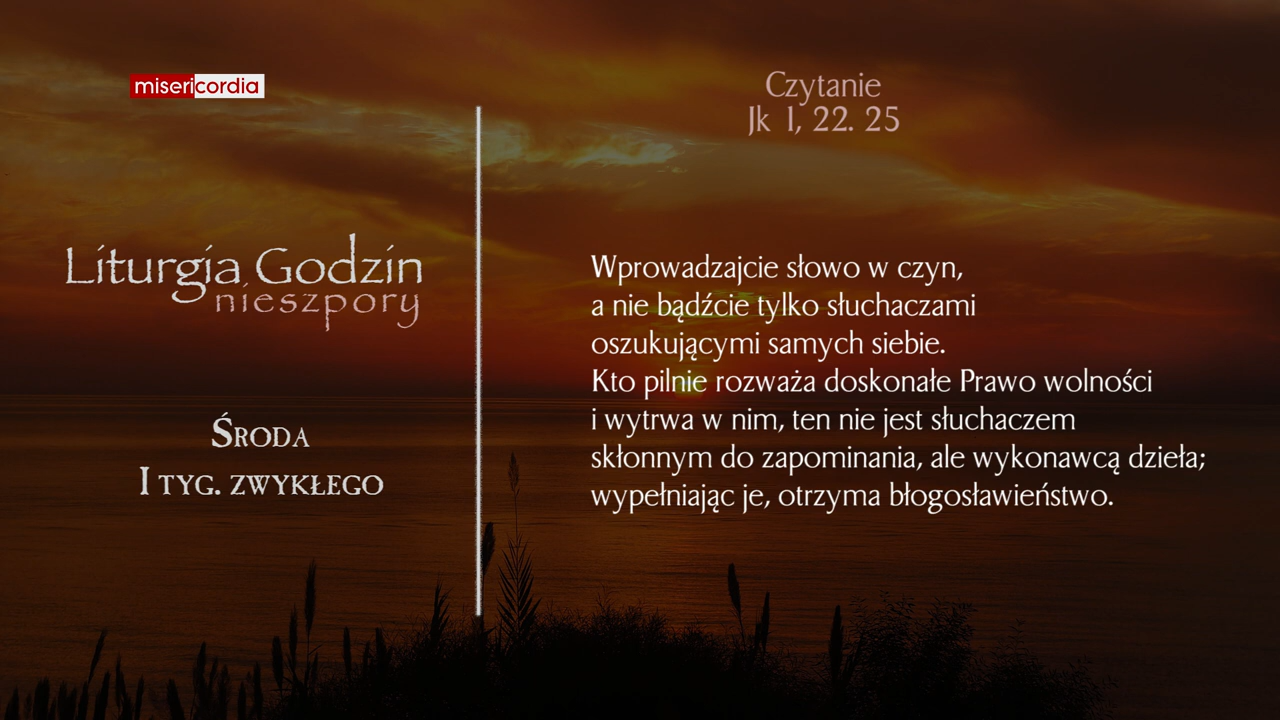 misericordia
Liturgia Godzin
nieszpory
Środa
I tyg. zwykłego
Czytanie
Jk 1, 22. 25
Wprowadzajcie słowo w czyn,
a nie bądźcie tylko słuchaczami
oszukującymi samych siebie.
Kto pilnie rozważa doskonałe Prawo wolności
i wytrwa w nim, ten nie jest słuchaczem
skłonnym do zapominania, ale wykonawcą dzieła;
wypełniając je, otrzyma błogosławieństwo.